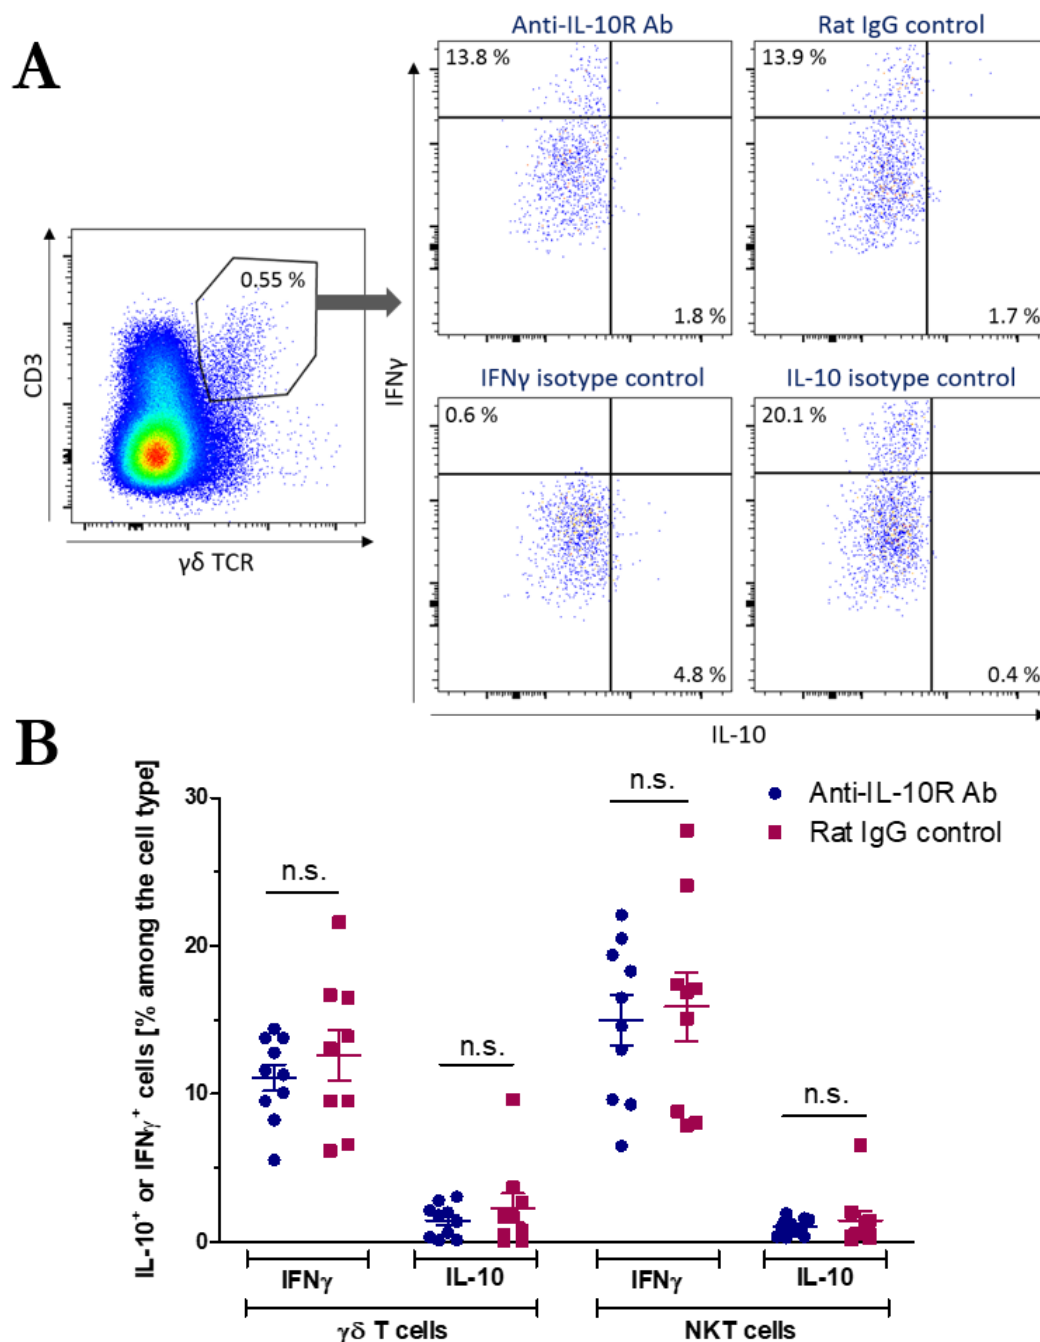 A
Anti-IL-10R Ab
Rat IgG control
13.8 %
13.9 %
1.8 %
1.7 %
0.55 %
CD3
γδ TCR
IFNγ
IFNγ isotype control
IL-10 isotype control
0.6 %
20.1 %
4.8 %
0.4 %
IL-10
B
IL-10+ or IFNγ+ cells [% among the cell type]
30
20
10
0
n.s.
n.s.
n.s.
n.s.
Anti-IL-10R Ab
Rat IgG control
IFNγ
IL-10
IFNγ
IL-10
γδ T cells
NKT cells